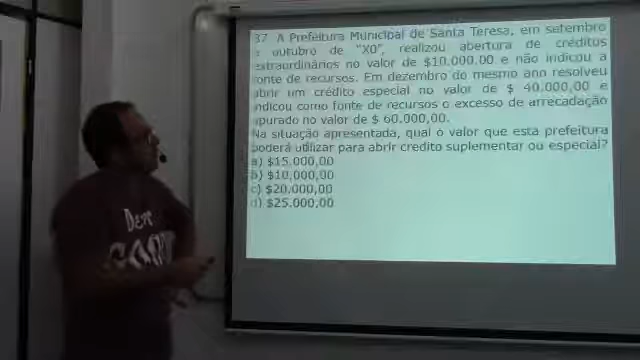 37 A Prefeitura Municipal de Santa Teresa, em setembro
e outubro de "X0", realizou abertura de créditos
extraordinários no valor de $10.000,00 e não indicou a
fonte de recursos. Em dezembro do mesmo ano resolveu
abrir um crédito especial no valor de $ 40.000,00 e
indicou como fonte de recursos o excesso de arrecadação
apurado no valor de $ 60.000,00.
Na situação apresentada, qual o valor que esta prefeitura
poderá utilizar para abrir credito suplementar ou especial?
a) $15.000,00
b) $10.000,00
c) $20.000,00
d) $25.000,00